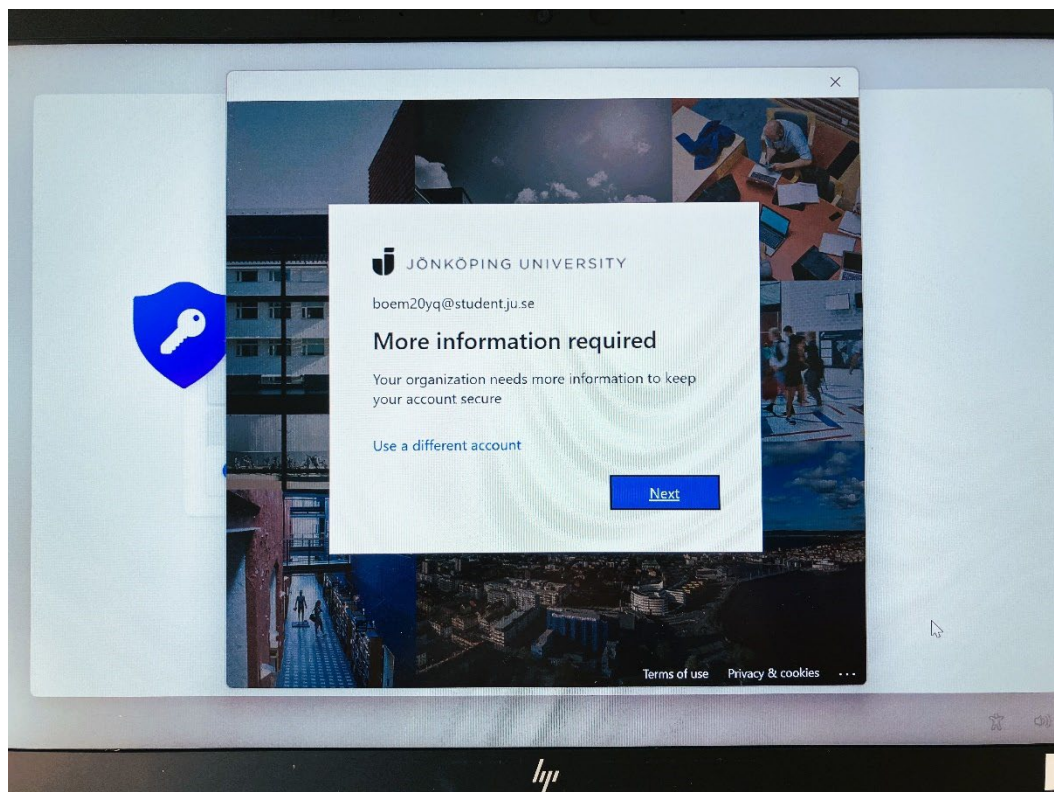 JÖNKÖPING UNIVERSITY
boem20yq@student.ju.se
More information required
Your organization needs more information to keep
your account secure
Use a different account
Next
Terms of use Privacy & cookies ...
hp